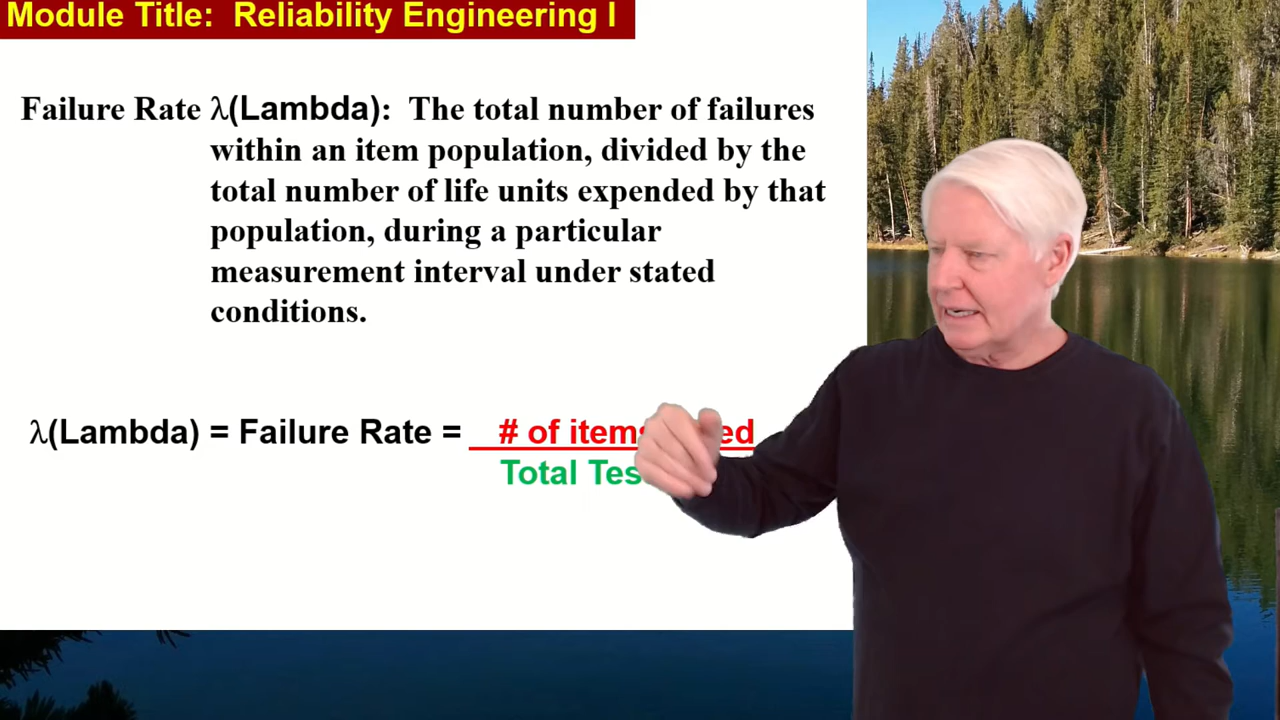 Module Title: Reliability Engineering I
Failure Rate λ(Lambda): The total number of failures
within an item population, divided by the
total number of life units expended by that
population, during a particular
measurement interval under stated
conditions.
λ(Lambda) = Failure Rate = # of items
Total